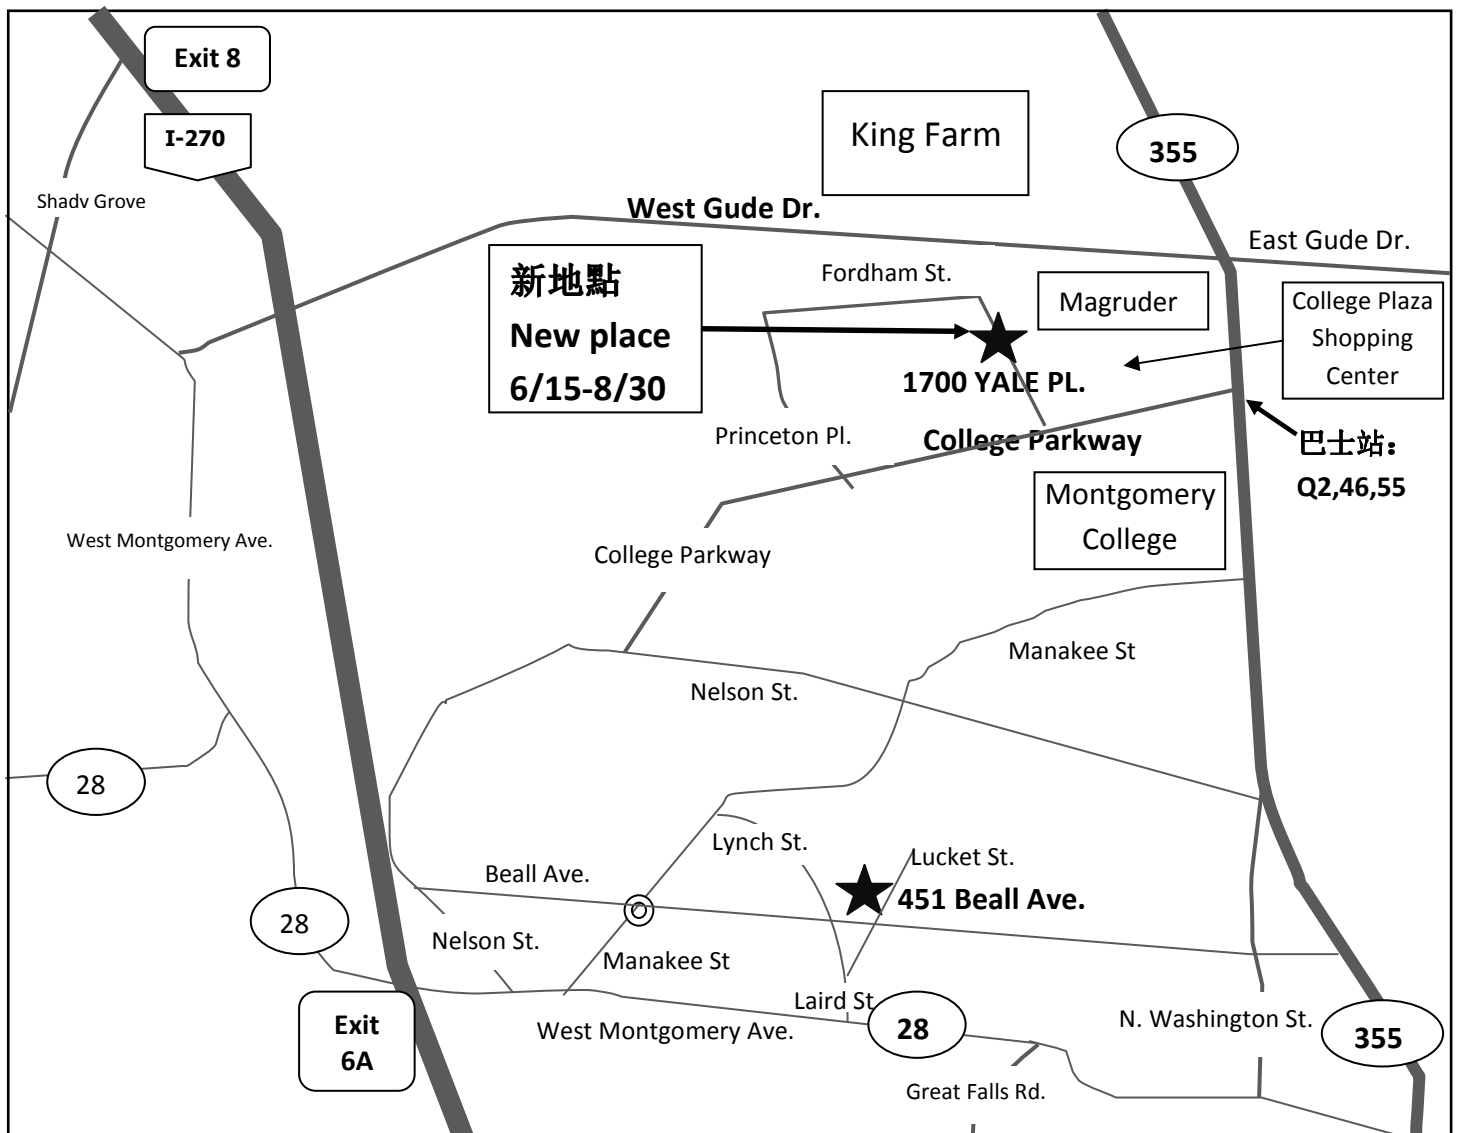 Exit 8
I-270
King Farm
355
Shadv Grove
West Gude Dr.
East Gude Dr.
新地點
New place
6/15-8/30
Fordham St.
Magruder
College Plaza
Shopping
Center
1700 YALE PL.
Princeton Pl.
College Parkway
巴士站：
Q2,46,55
Montgomery
College
West Montgomery Ave.
College Parkway
Manakee St
Nelson St.
28
Lynch St.
Lucket St.
Beall Ave.
451 Beall Ave.
28
Nelson St.
Manakee St
Laird St
Exit
6A
West Montgomery Ave.
28
N. Washington St.
355
Great Falls Rd.